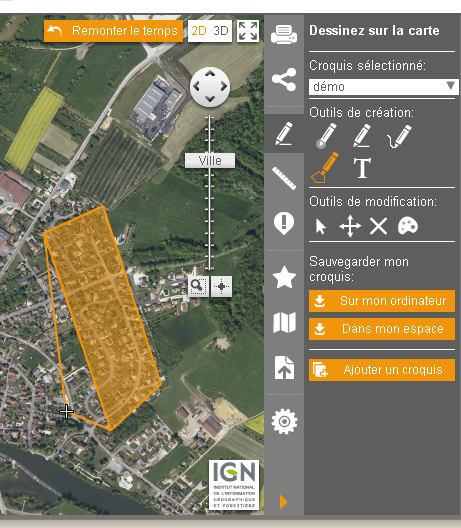 Remonter le temps
2D 3D
Ville
IGN
INSTITUT NATIONAL
DE L'INFORMATION
GÉOGRAPHIQUE
ET FORESTIÈRE
Dessinez sur la carte
Croquis sélectionné:
démo
Outils de création:
T
Outils de modification:
Sauvegarder mon
croquis:
Sur mon ordinateur
Dans mon espace
Ajouter un croquis